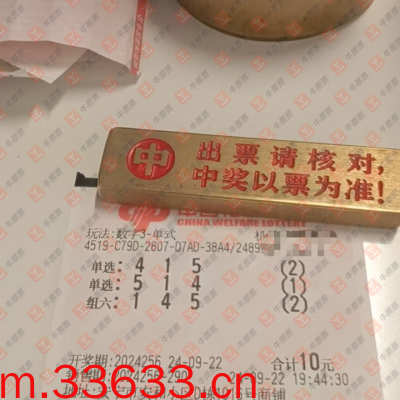 中
出票请核对,
中奖以票为准!
CHINA WELFARE LOTTERY
玩法:数字3-单式
4519-C79D-2607-D7AD-3BA4/2489
单选: 4 1 5 (2)
单选: 5 1 4 (1)
组六: 1 4 5 (2)
开奖期: 2024256 24-09-22 合计10元
-09-22 19:44:30
m.33633.cn